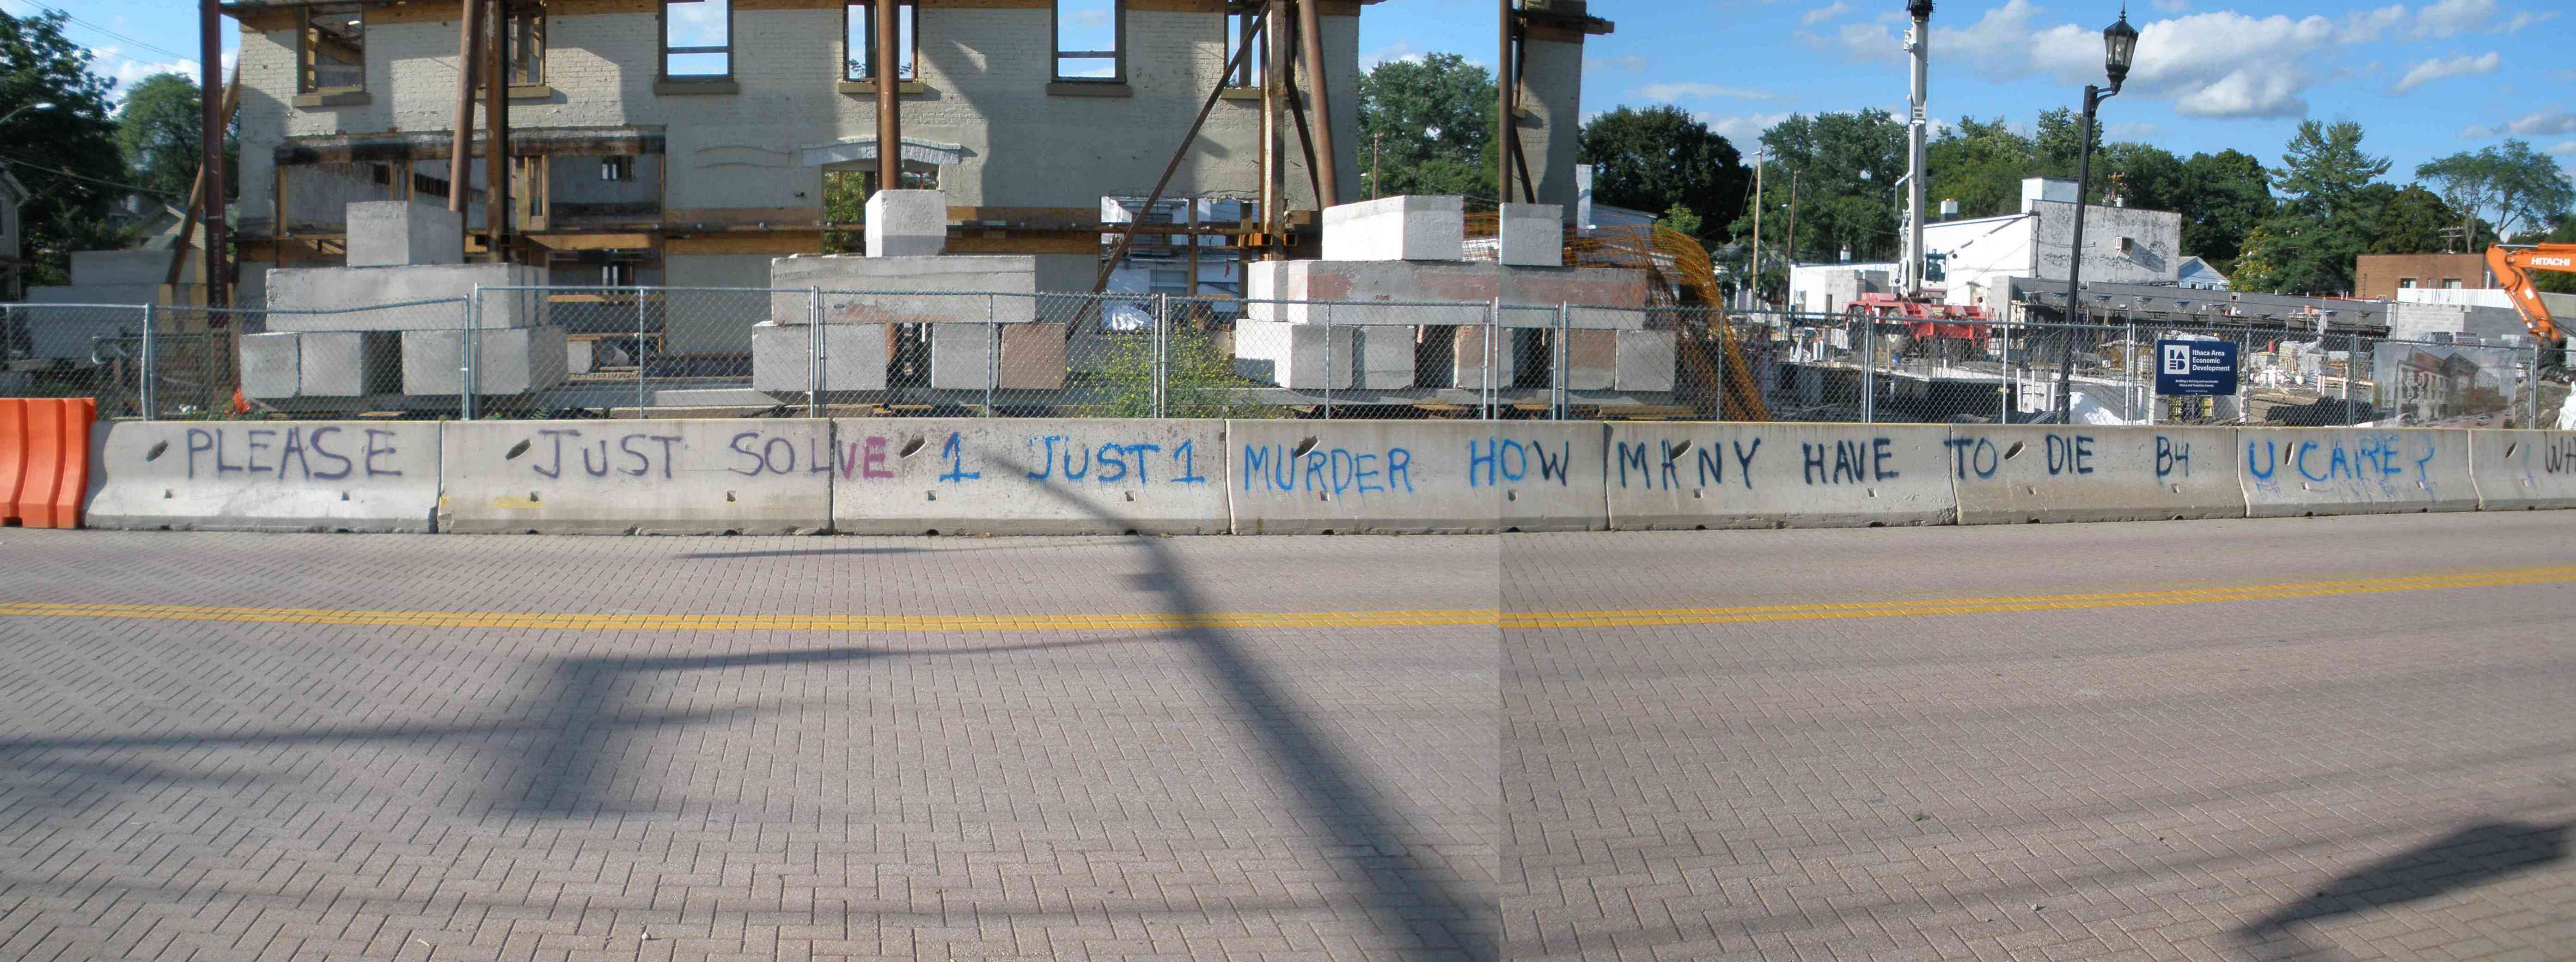 HITACHI
Ithaca Area
Economic
Development
PLEASE JUST SOLVE 1 JUST 1 MURDER HOW MANY HAVE TO DIE B4 U CARE? WA